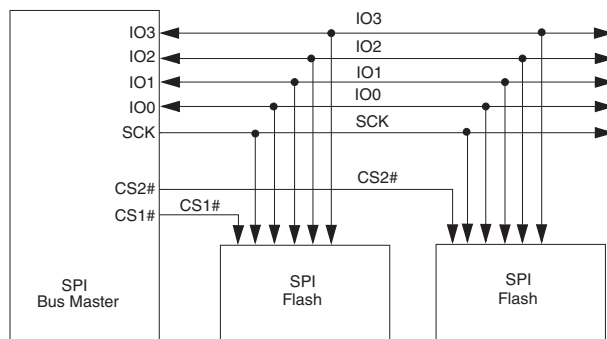 IO3
IO3
IO2
IO2
IO1
IO1
IO0
IO0
SCK
SCK
CS2#
CS2#
CS1#
CS1#
SPI
Bus Master
SPI
Flash
SPI
Flash